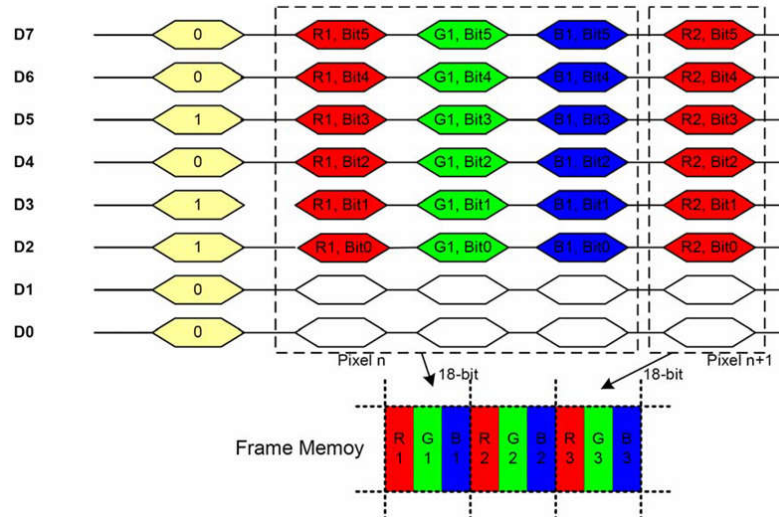 D7 0 R1, Bit5 G1, Bit5 B1, Bit5 R2, Bit5
D6 0 R1, Bit4 G1, Bit4 B1, Bit4 R2, Bit4
D5 1 R1, Bit3 G1, Bit3 B1, Bit3 R2, Bit3
D4 0 R1, Bit2 G1, Bit2 B1, Bit2 R2, Bit2
D3 1 R1, Bit1 G1, Bit1 B1, Bit1 R2, Bit1
D2 1 R1, Bit0 G1, Bit0 B1, Bit0 R2, Bit0
D1 0
D0 0
Pixel n Pixel n+1
18-bit 18-bit
Frame Memoy
R G B R G B R G B
1 1 1 2 2 2 3 3 3